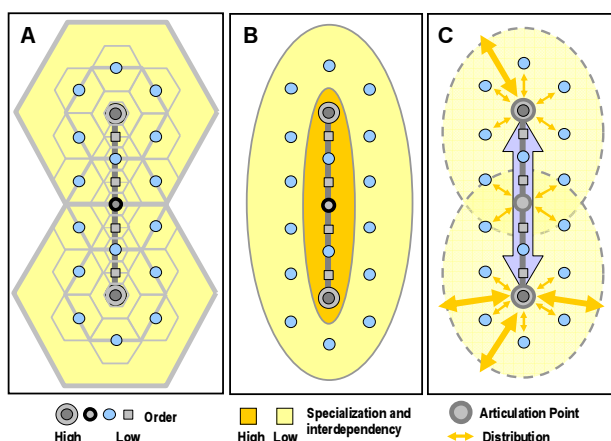 A
B
C
Order
High Low
Specialization and
interdependency
High Low
Articulation Point
Distribution